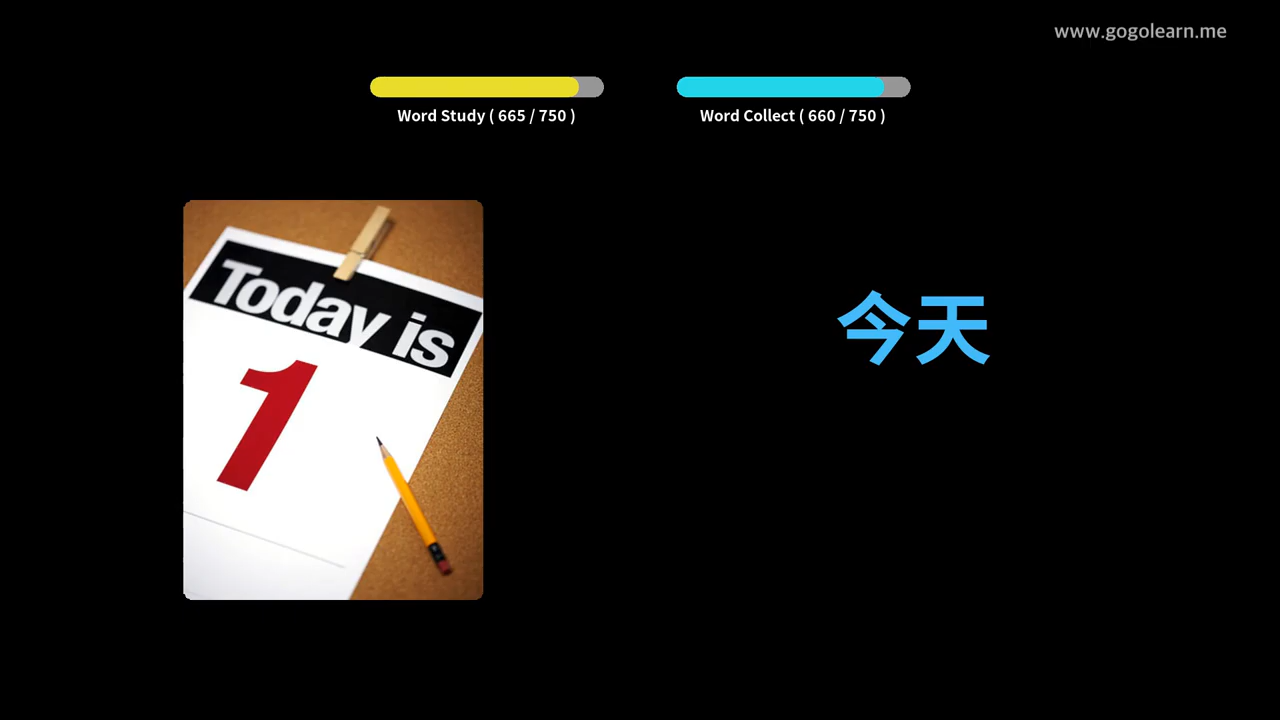 www.gogolearn.me
Word Study ( 665 / 750 )
Word Collect ( 660 / 750 )
Today is
1
今天